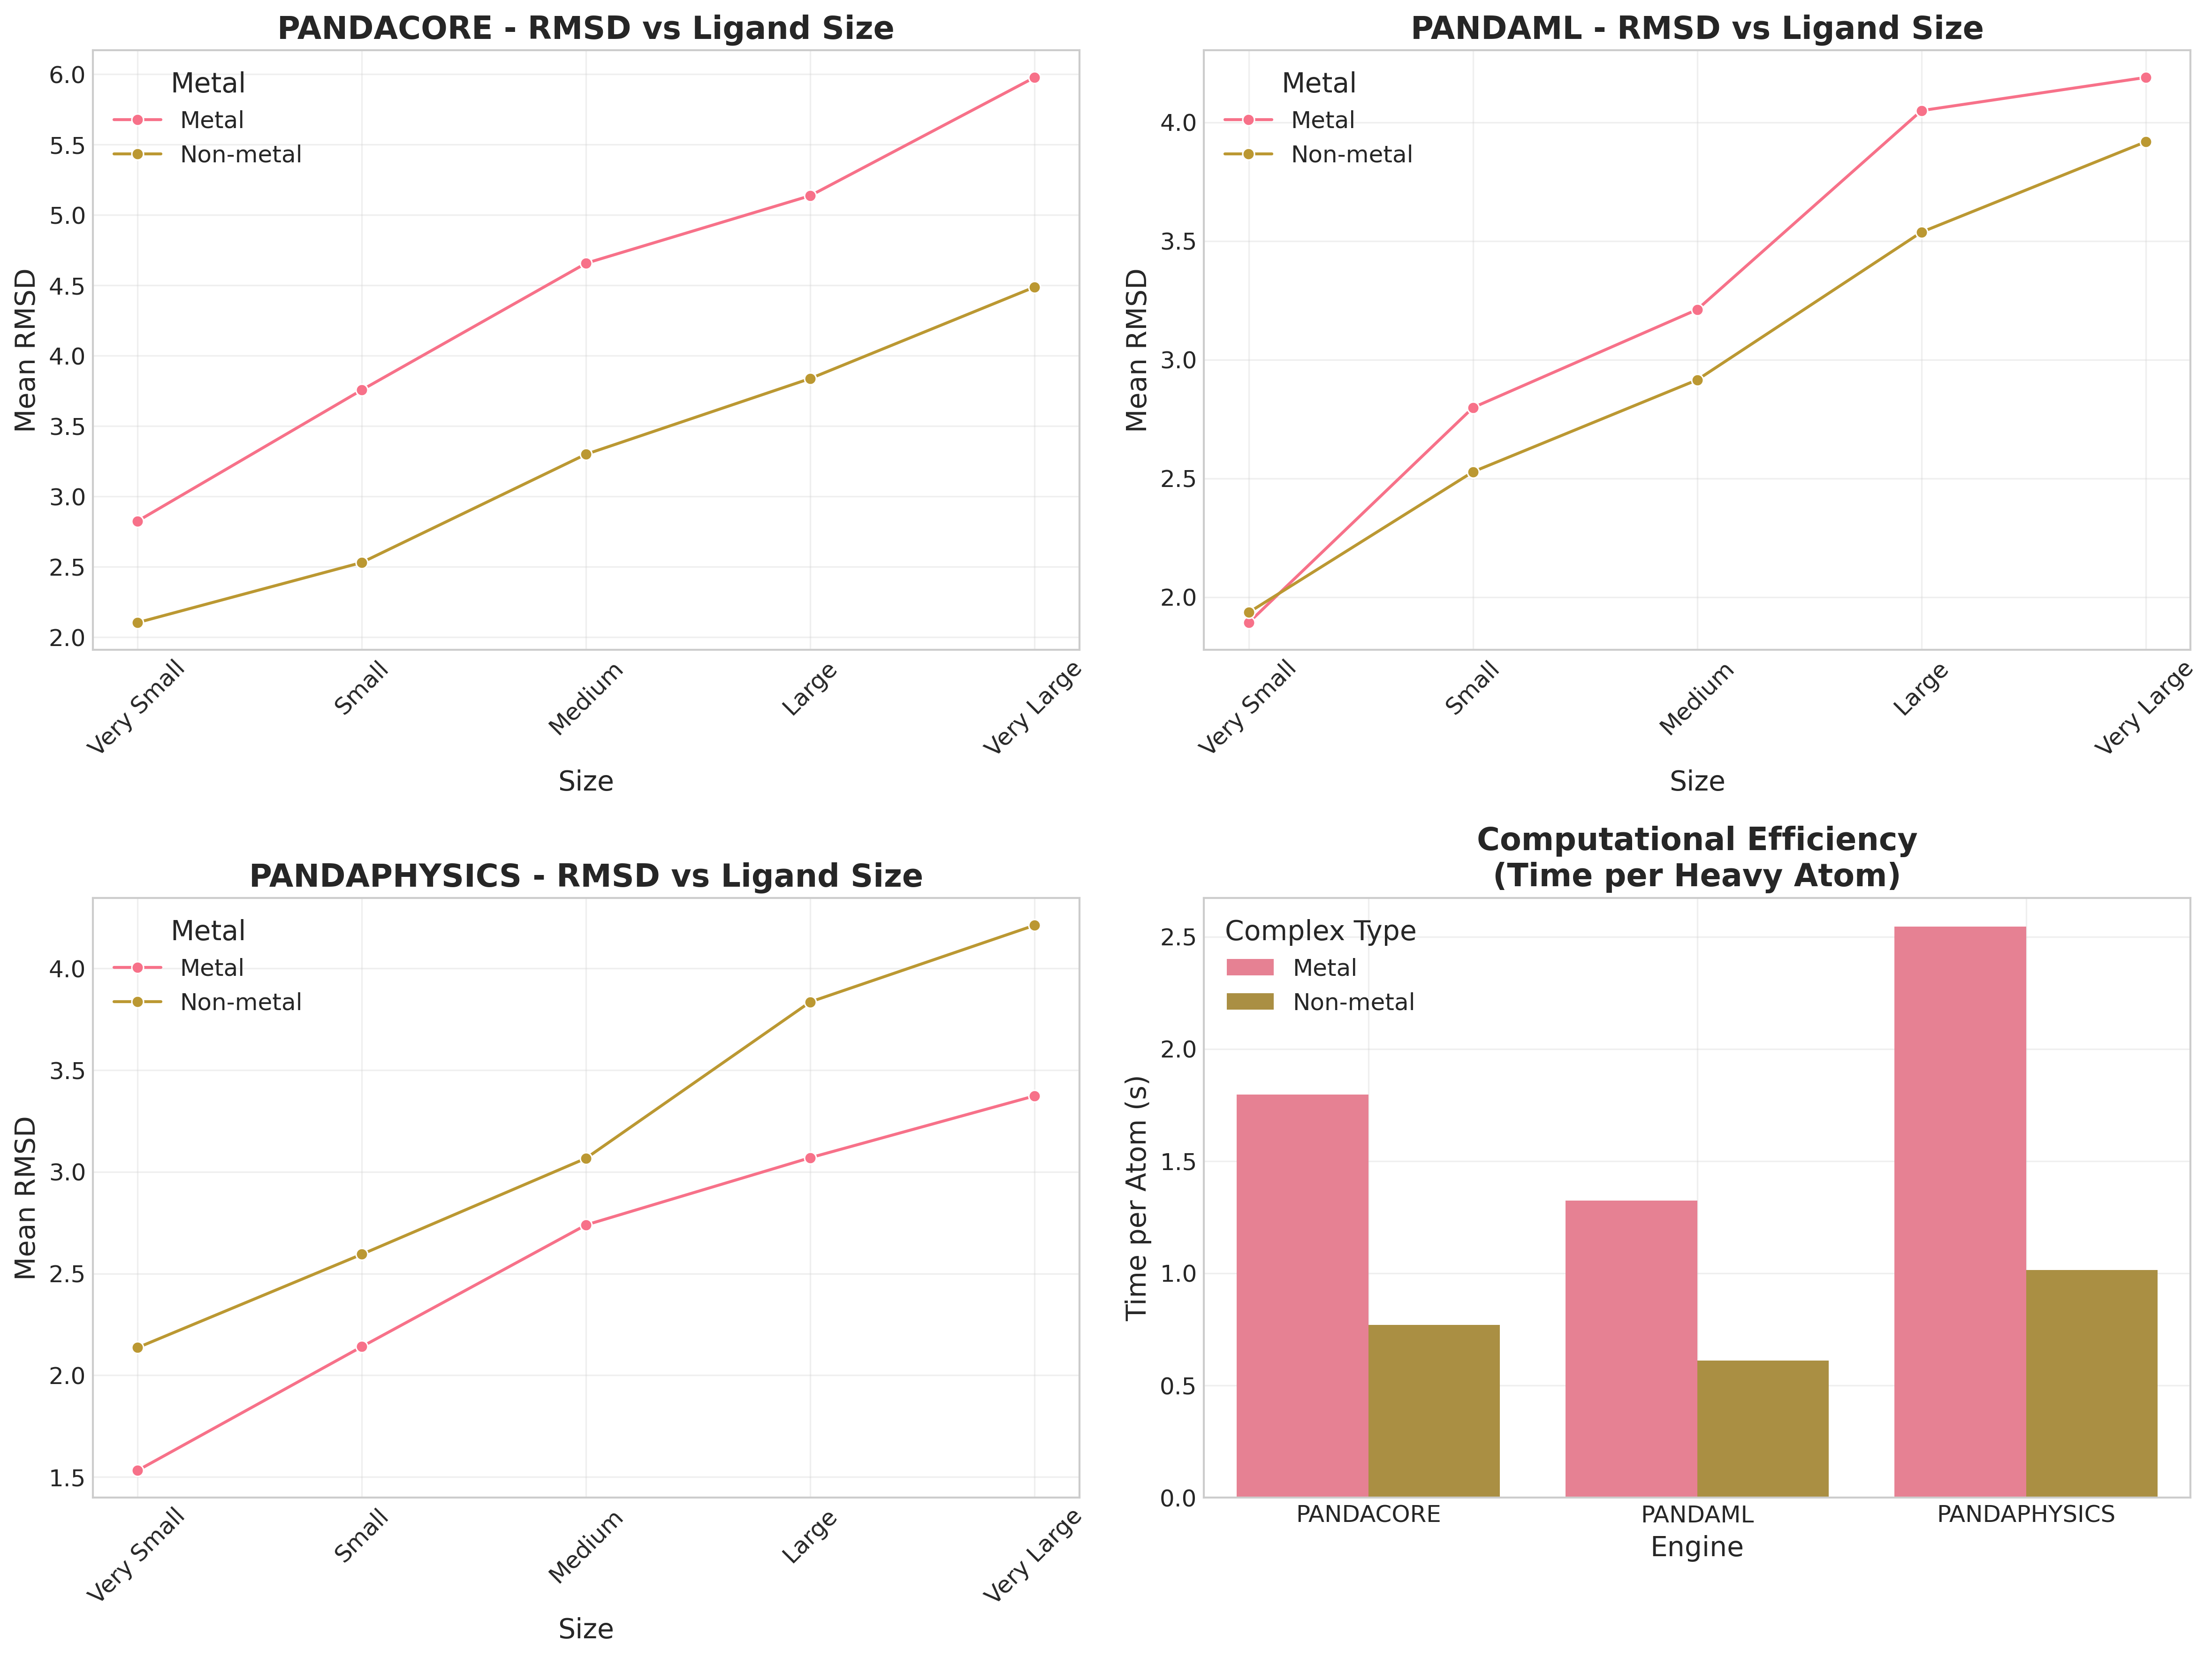 PANDACORE - RMSD vs Ligand Size
Metal
Metal
Non-metal
6.0
5.5
5.0
4.5
4.0
3.5
3.0
2.5
2.0
Mean RMSD
Very Small
Small
Medium
Large
Very Large
Size
PANDAML - RMSD vs Ligand Size
Metal
Metal
Non-metal
4.0
3.5
3.0
2.5
2.0
Mean RMSD
Very Small
Small
Medium
Large
Very Large
Size
PANDAPHYSICS - RMSD vs Ligand Size
Metal
Metal
Non-metal
4.0
3.5
3.0
2.5
2.0
1.5
Mean RMSD
Very Small
Small
Medium
Large
Very Large
Size
Computational Efficiency
(Time per Heavy Atom)
Complex Type
Metal
Non-metal
2.5
2.0
1.5
1.0
0.5
0.0
Time per Atom (s)
PANDACORE
PANDAML
PANDAPHYSICS
Engine